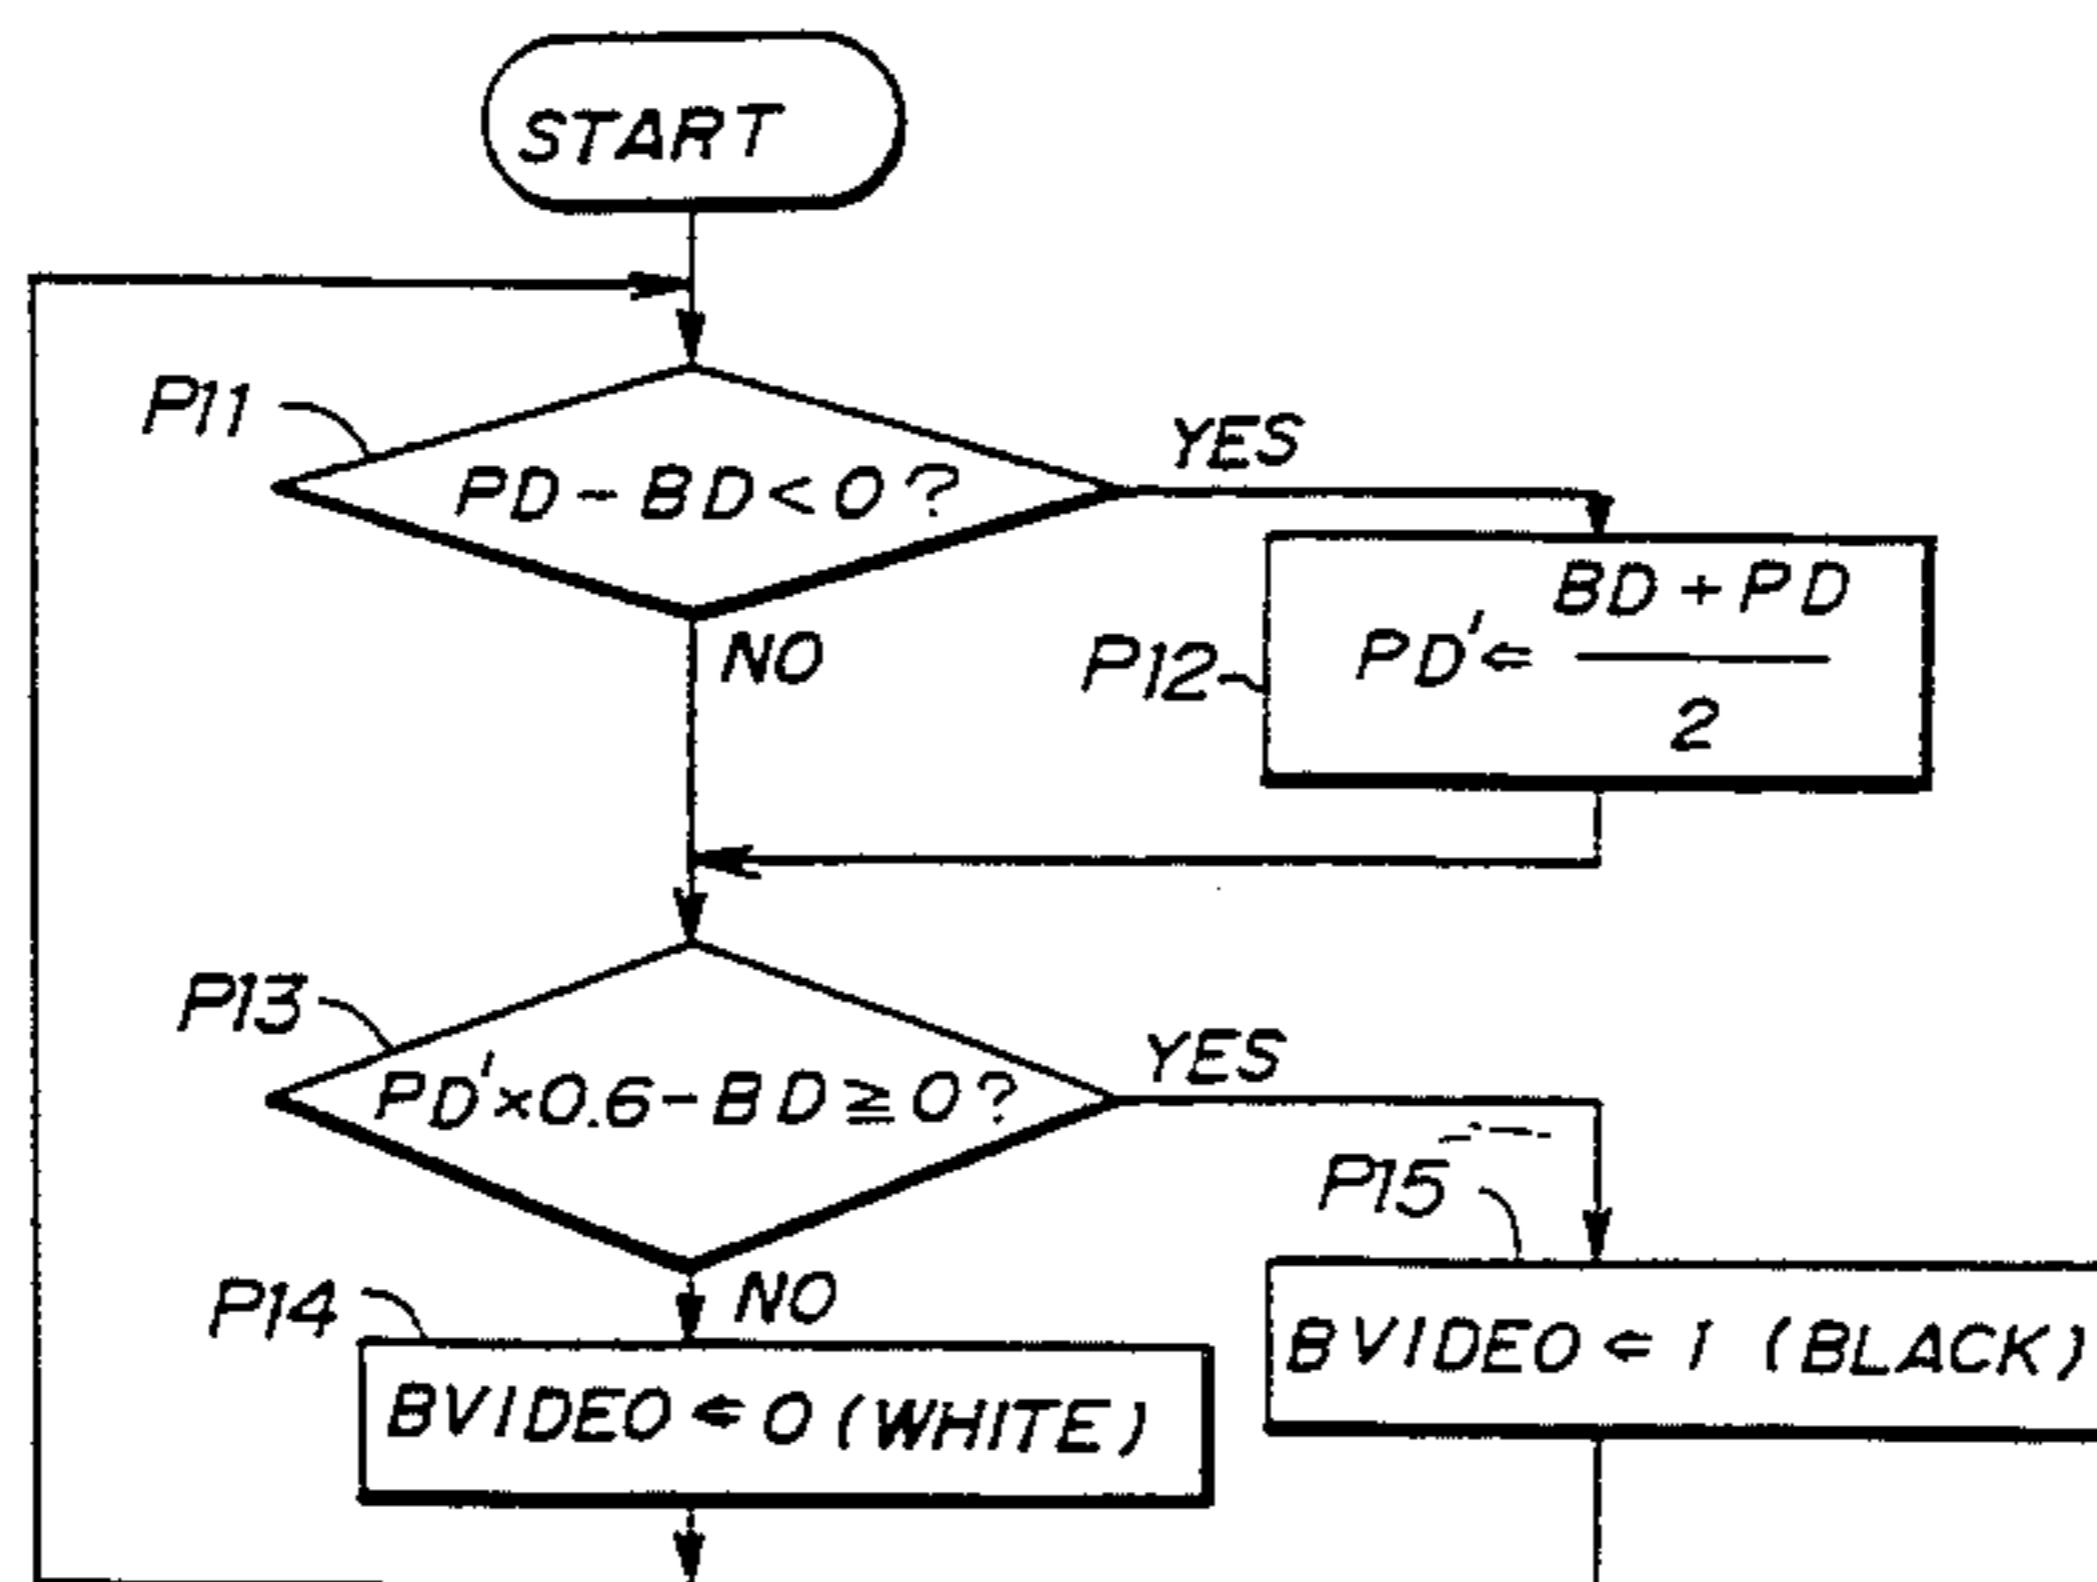 START
P11
PD - BD < 0 ?
YES
NO
P12
PD' ⇐ BD + PD
2
P13
PD' × 0.6 - BD ≧ 0 ?
YES
NO
P14
BVIDEO ⇐ 0 (WHITE)
P15
BVIDEO ⇐ 1 (BLACK)